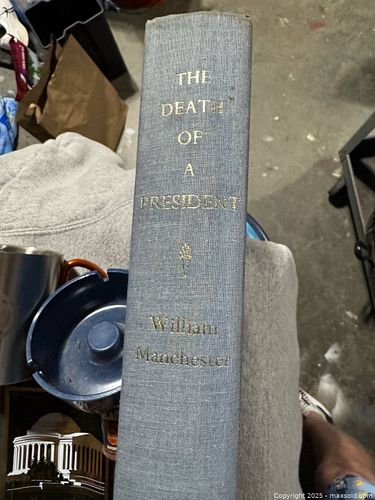 THE
DEATH
OF
A
PRESIDENT
William
Manchester
Copyright 2025 - maxsold.com